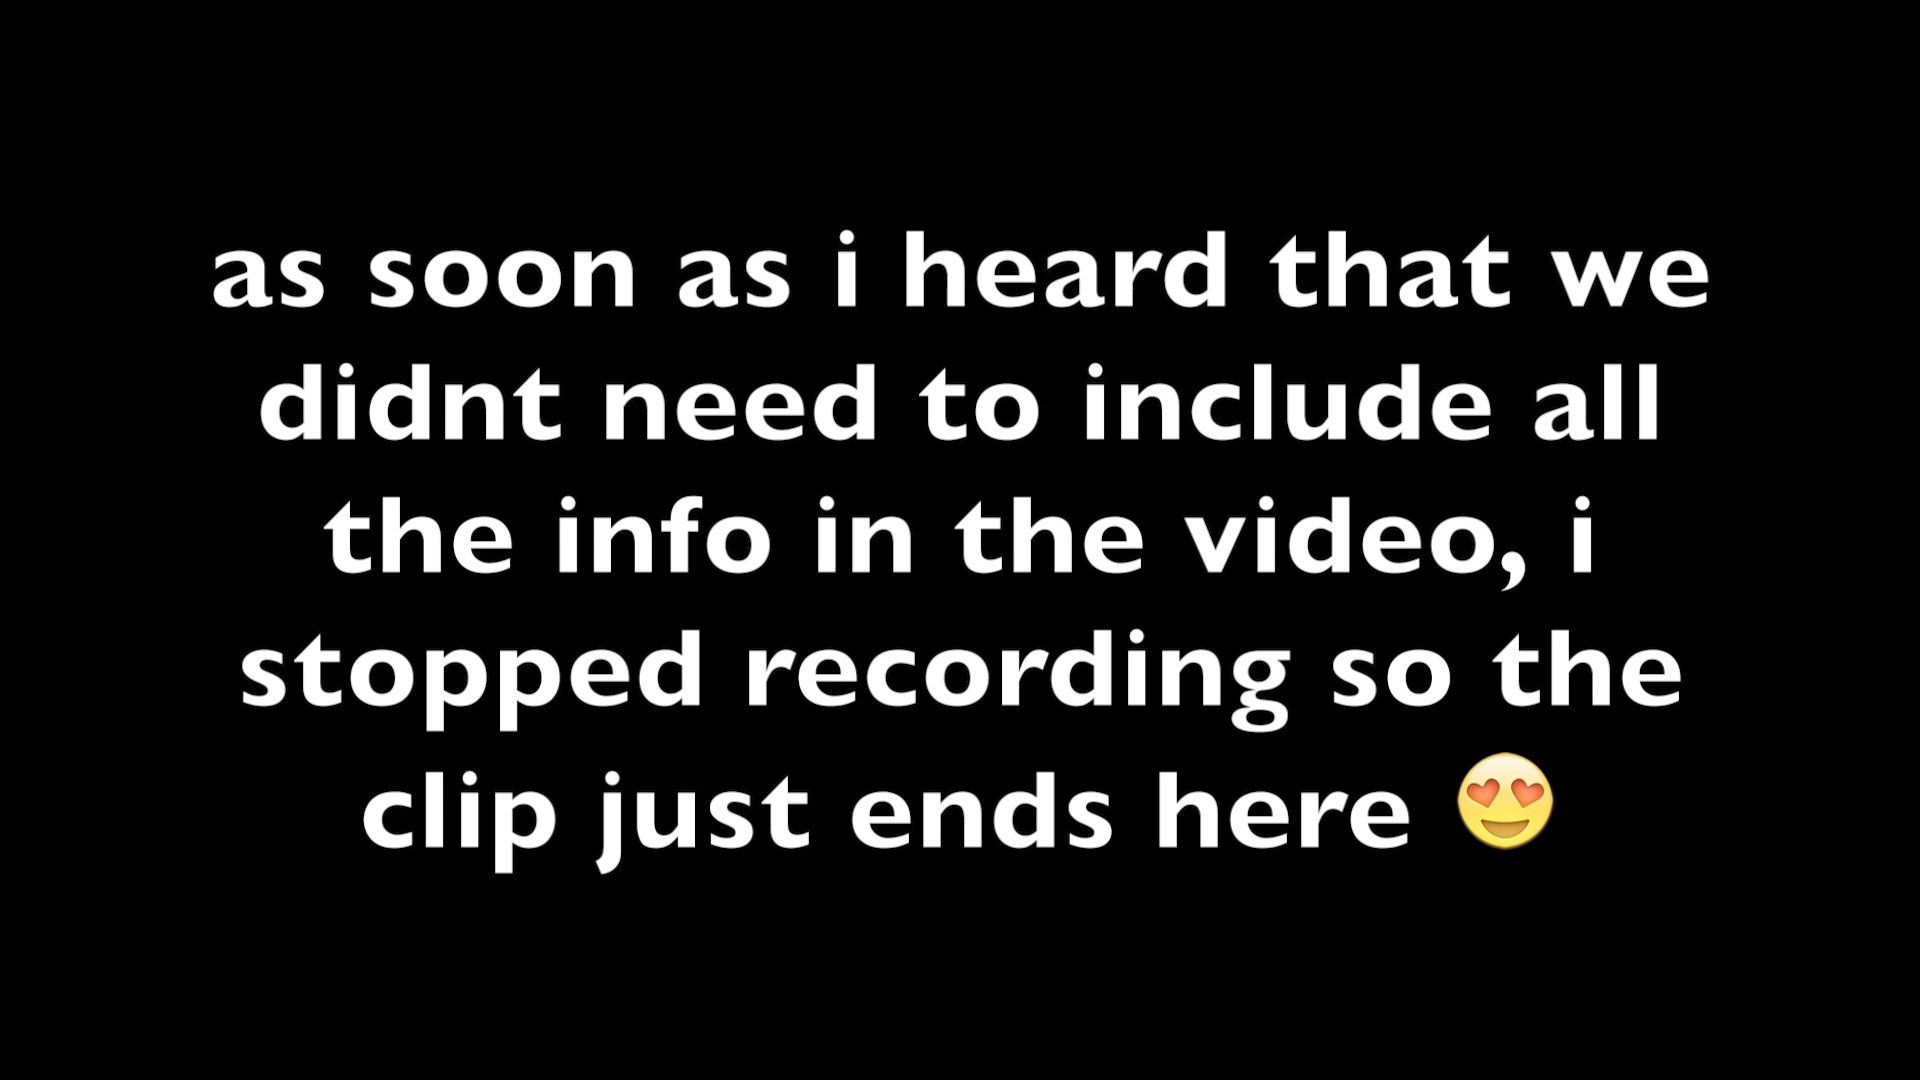 as soon as i heard that we
didnt need to include all
the info in the video, i
stopped recording so the
clip just ends here 😍